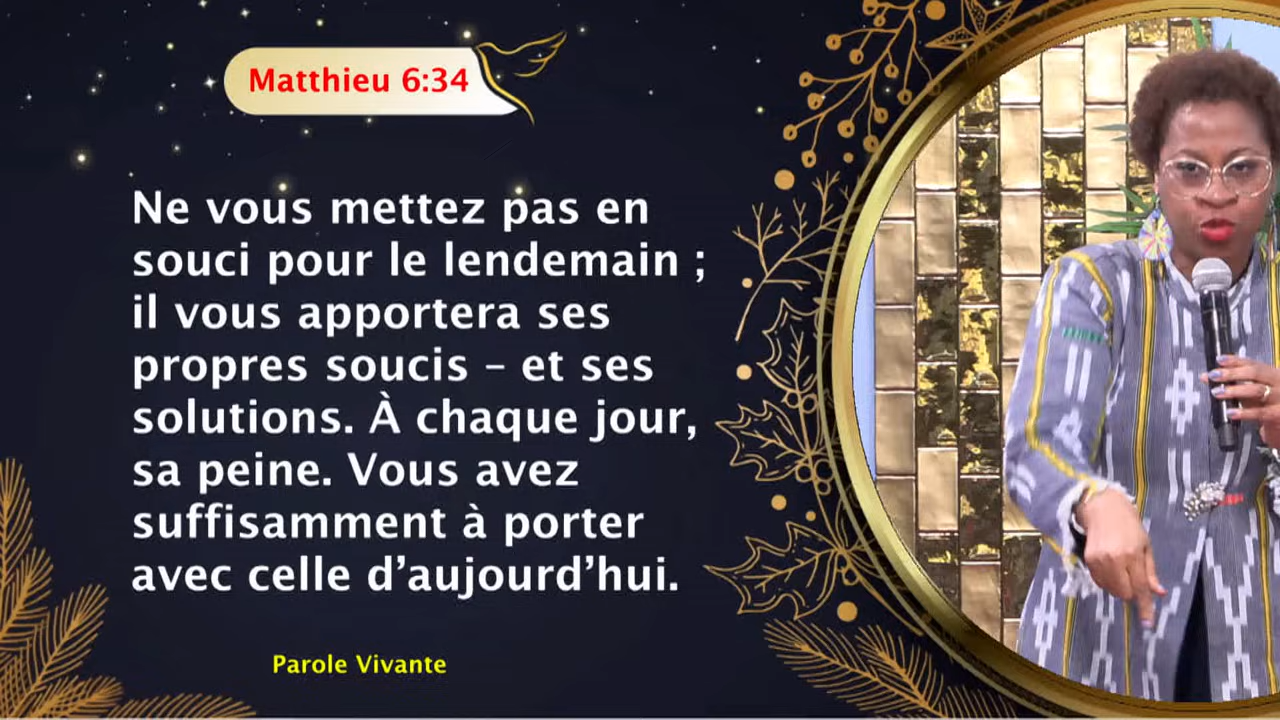 Matthieu 6:34
Ne vous mettez pas en
souci pour le lendemain ;
il vous apportera ses
propres soucis – et ses
solutions. À chaque jour,
sa peine. Vous avez
suffisamment à porter
avec celle d’aujourd’hui.
Parole Vivante